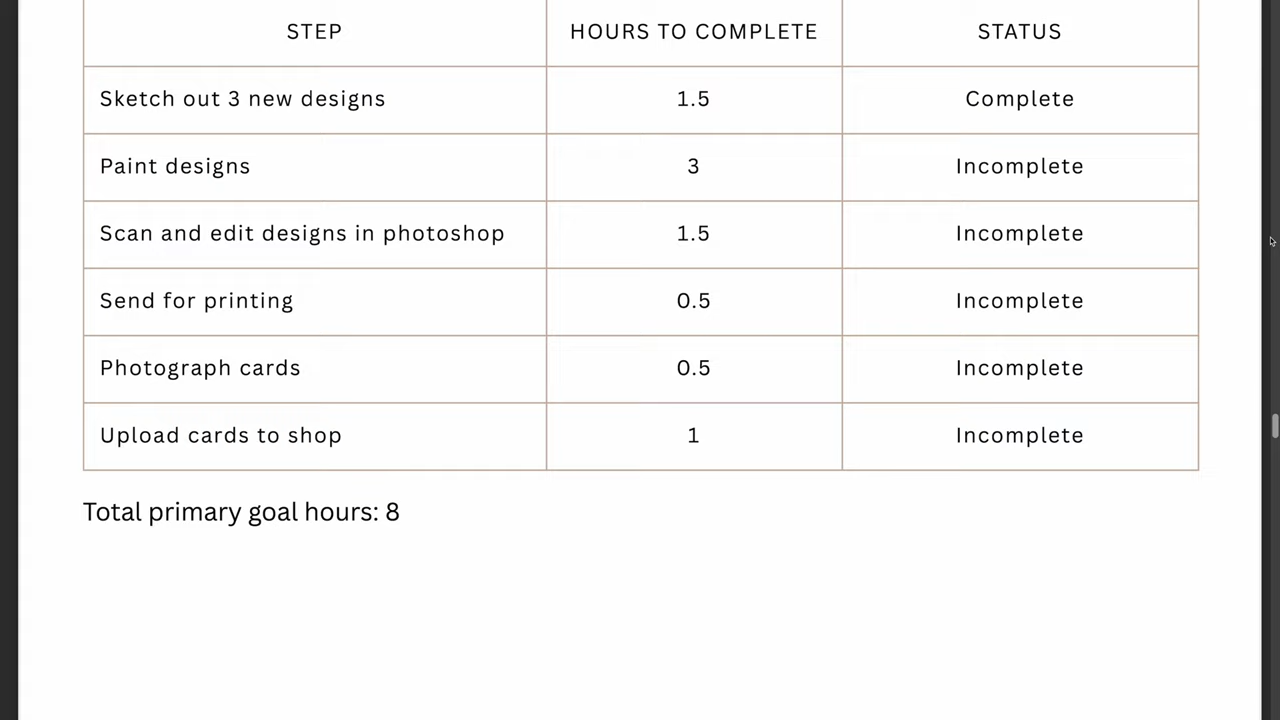 STEP HOURS TO COMPLETE STATUS
Sketch out 3 new designs 1.5 Complete
Paint designs 3 Incomplete
Scan and edit designs in photoshop 1.5 Incomplete
Send for printing 0.5 Incomplete
Photograph cards 0.5 Incomplete
Upload cards to shop 1 Incomplete
Total primary goal hours: 8